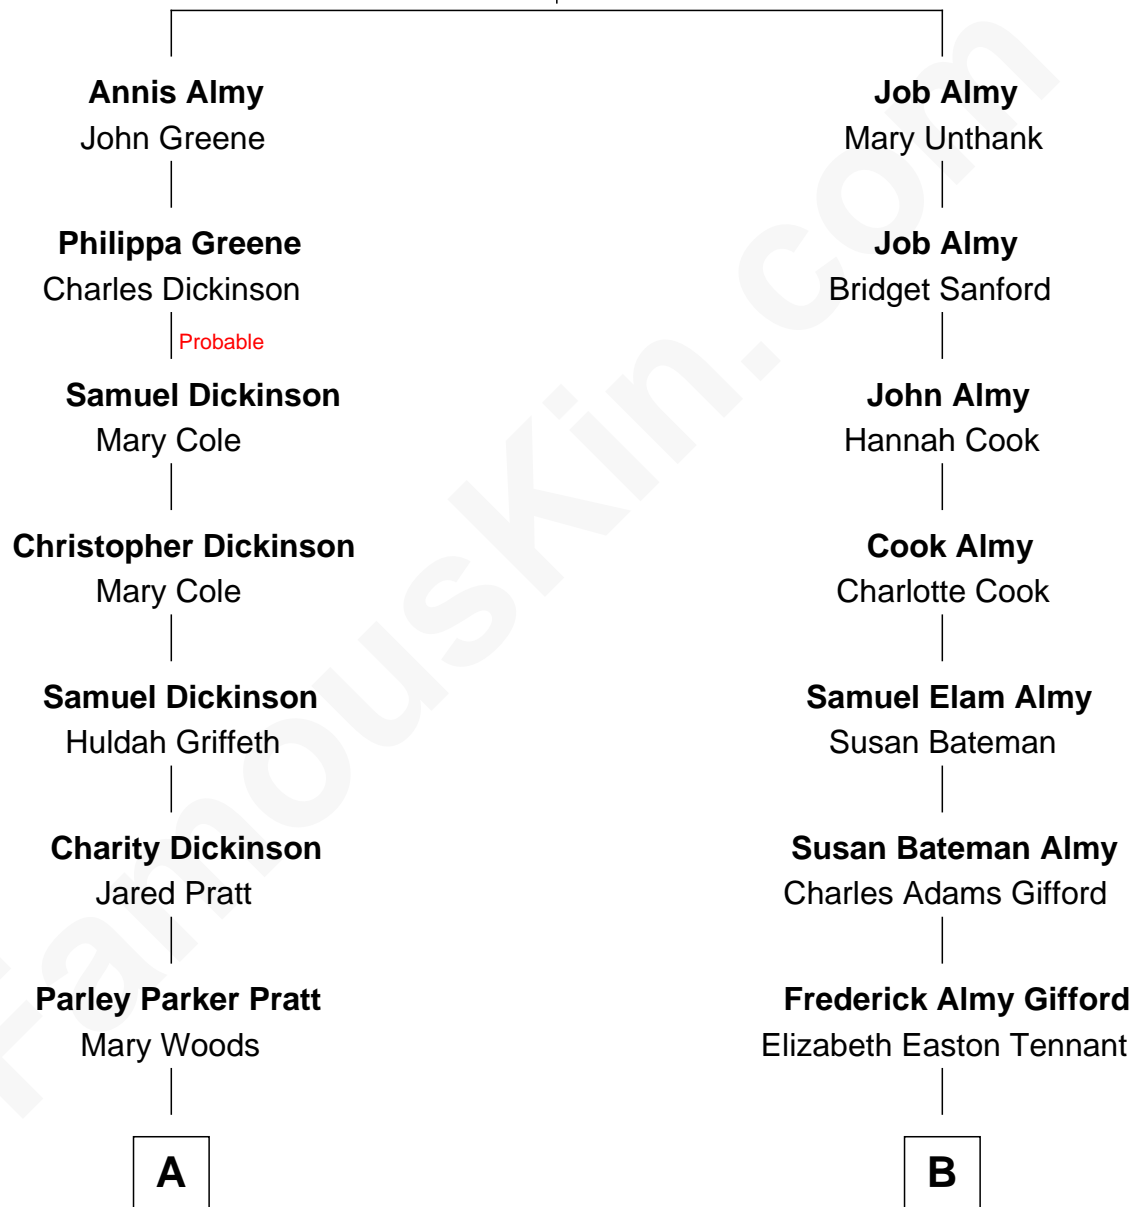 Annis Almy
John Greene
Job Almy
Mary Unthank
Philippa Greene
Charles Dickinson
Job Almy
Bridget Sanford
Probable
Samuel Dickinson
Mary Cole
John Almy
Hannah Cook
Christopher Dickinson
Mary Cole
Cook Almy
Charlotte Cook
Samuel Dickinson
Huldah Griffeth
Samuel Elam Almy
Susan Bateman
Charity Dickinson
Jared Pratt
Susan Bateman Almy
Charles Adams Gifford
Parley Parker Pratt
Mary Woods
Frederick Almy Gifford
Elizabeth Easton Tennant
A
B
FamousKin.com